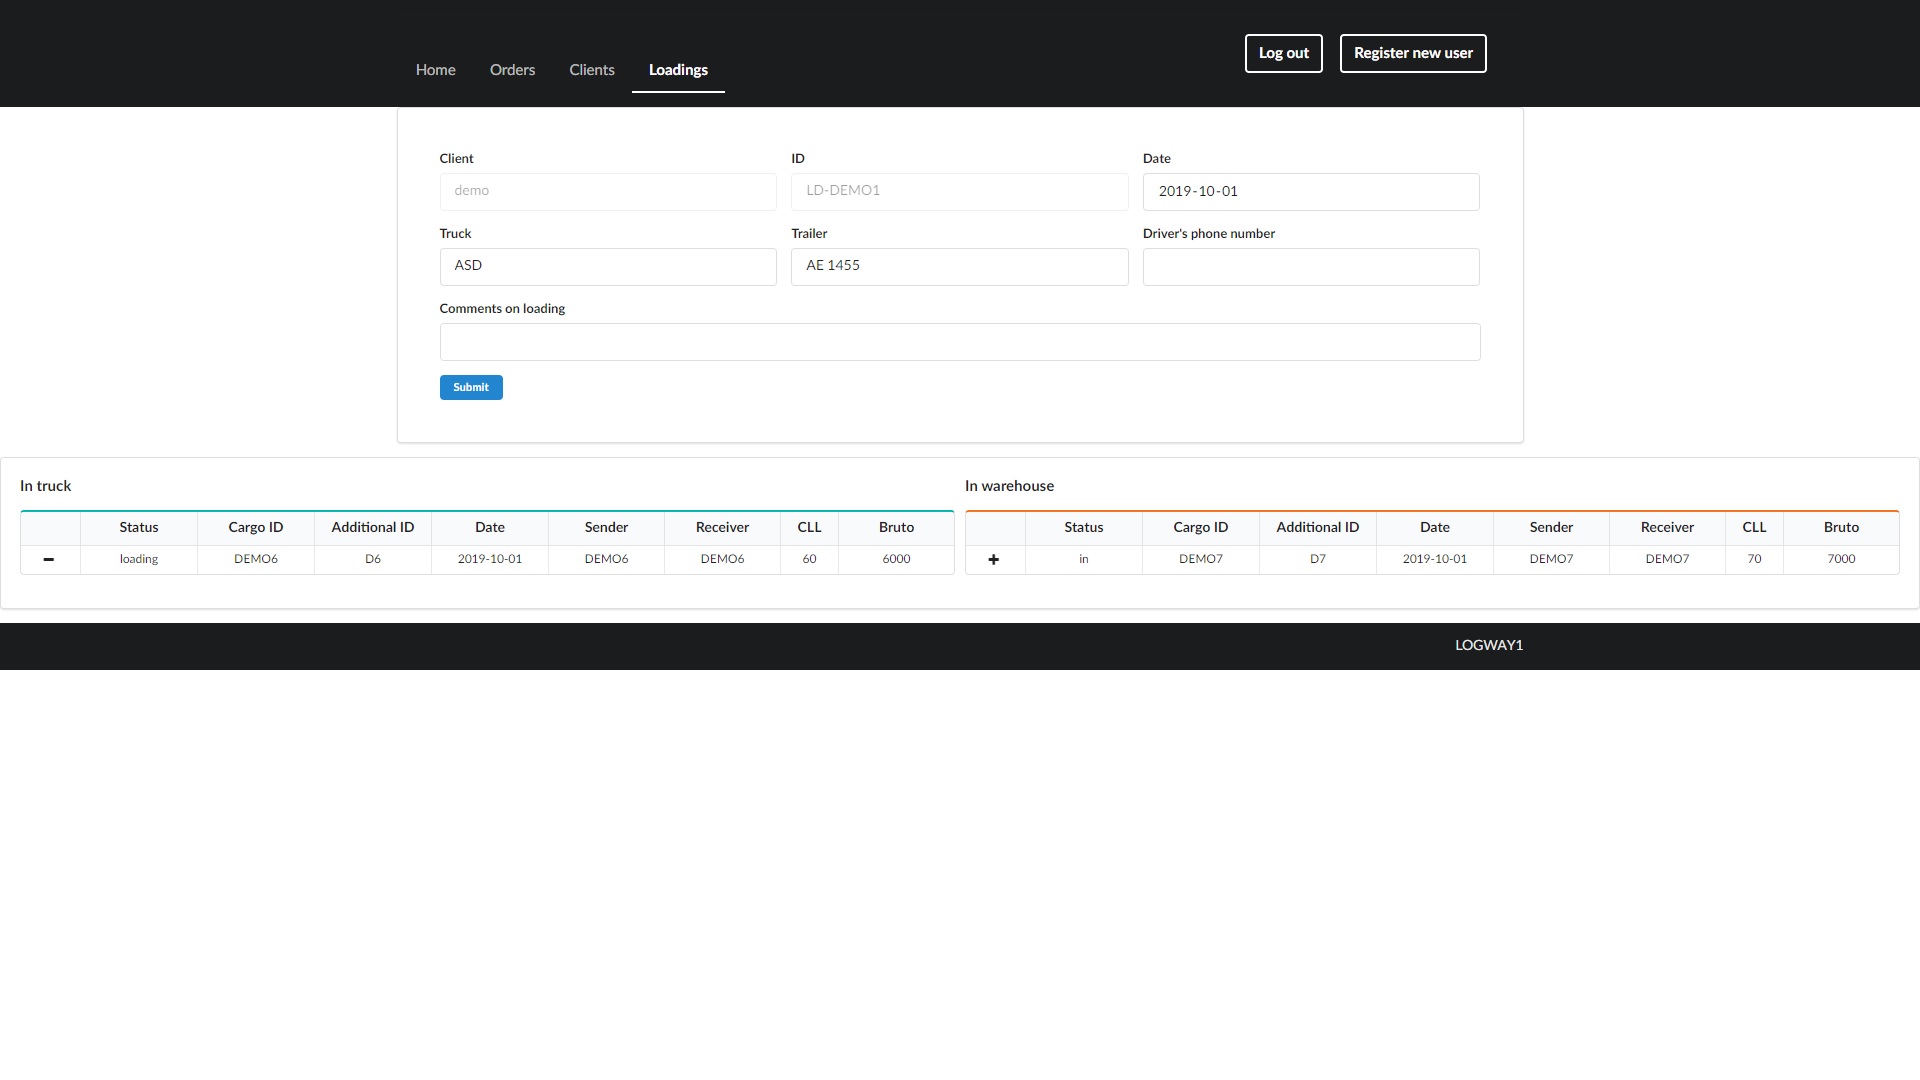 Log out Register new user
Home Orders Clients Loadings
Client ID Date
demo LD-DEMO1 2019-10-01
Truck Trailer Driver's phone number
ASD AE 1455
Comments on loading
Submit
In truck
Status Cargo ID Additional ID Date Sender Receiver CLL Bruto
loading DEMO6 D6 2019-10-01 DEMO6 DEMO6 60 6000
In warehouse
Status Cargo ID Additional ID Date Sender Receiver CLL Bruto
in DEMO7 D7 2019-10-01 DEMO7 DEMO7 70 7000
LOGWAY1